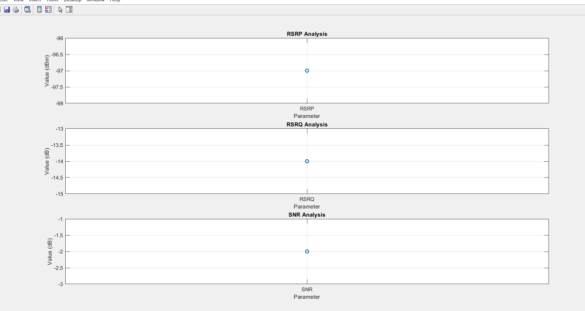 RSRP Analysis
-96
-96.5
-97
-97.5
-98
Value (dBm)
RSRP
Parameter
RSRQ Analysis
-13
-13.5
-14
-14.5
-15
Value (dB)
RSRQ
Parameter
SNR Analysis
-1
-1.5
-2
-2.5
-3
Value (dB)
SNR
Parameter